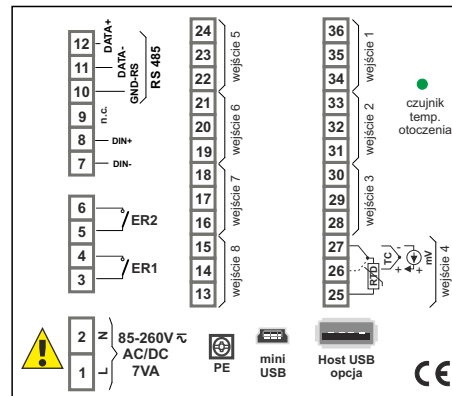 12 DATA+
11 DATA-
10 GND-RS
RS 485
9 n.c.
8 DIN+
7 DIN-
6
5
ER2
4
3
ER1
2 N
1 L
85-260V
AC/DC
7VA
24
23
22
wejście 5
21
20
19
wejście 6
18
17
16
wejście 7
15
14
13
wejście 8
36
35
34
wejście 1
33
32
31
wejście 2
30
29
28
wejście 3
27
26
25
RTD
TC
- +
mV
wejście 4
czujnik
temp.
otoczenia
PE
mini
USB
Host USB
opcja
CE